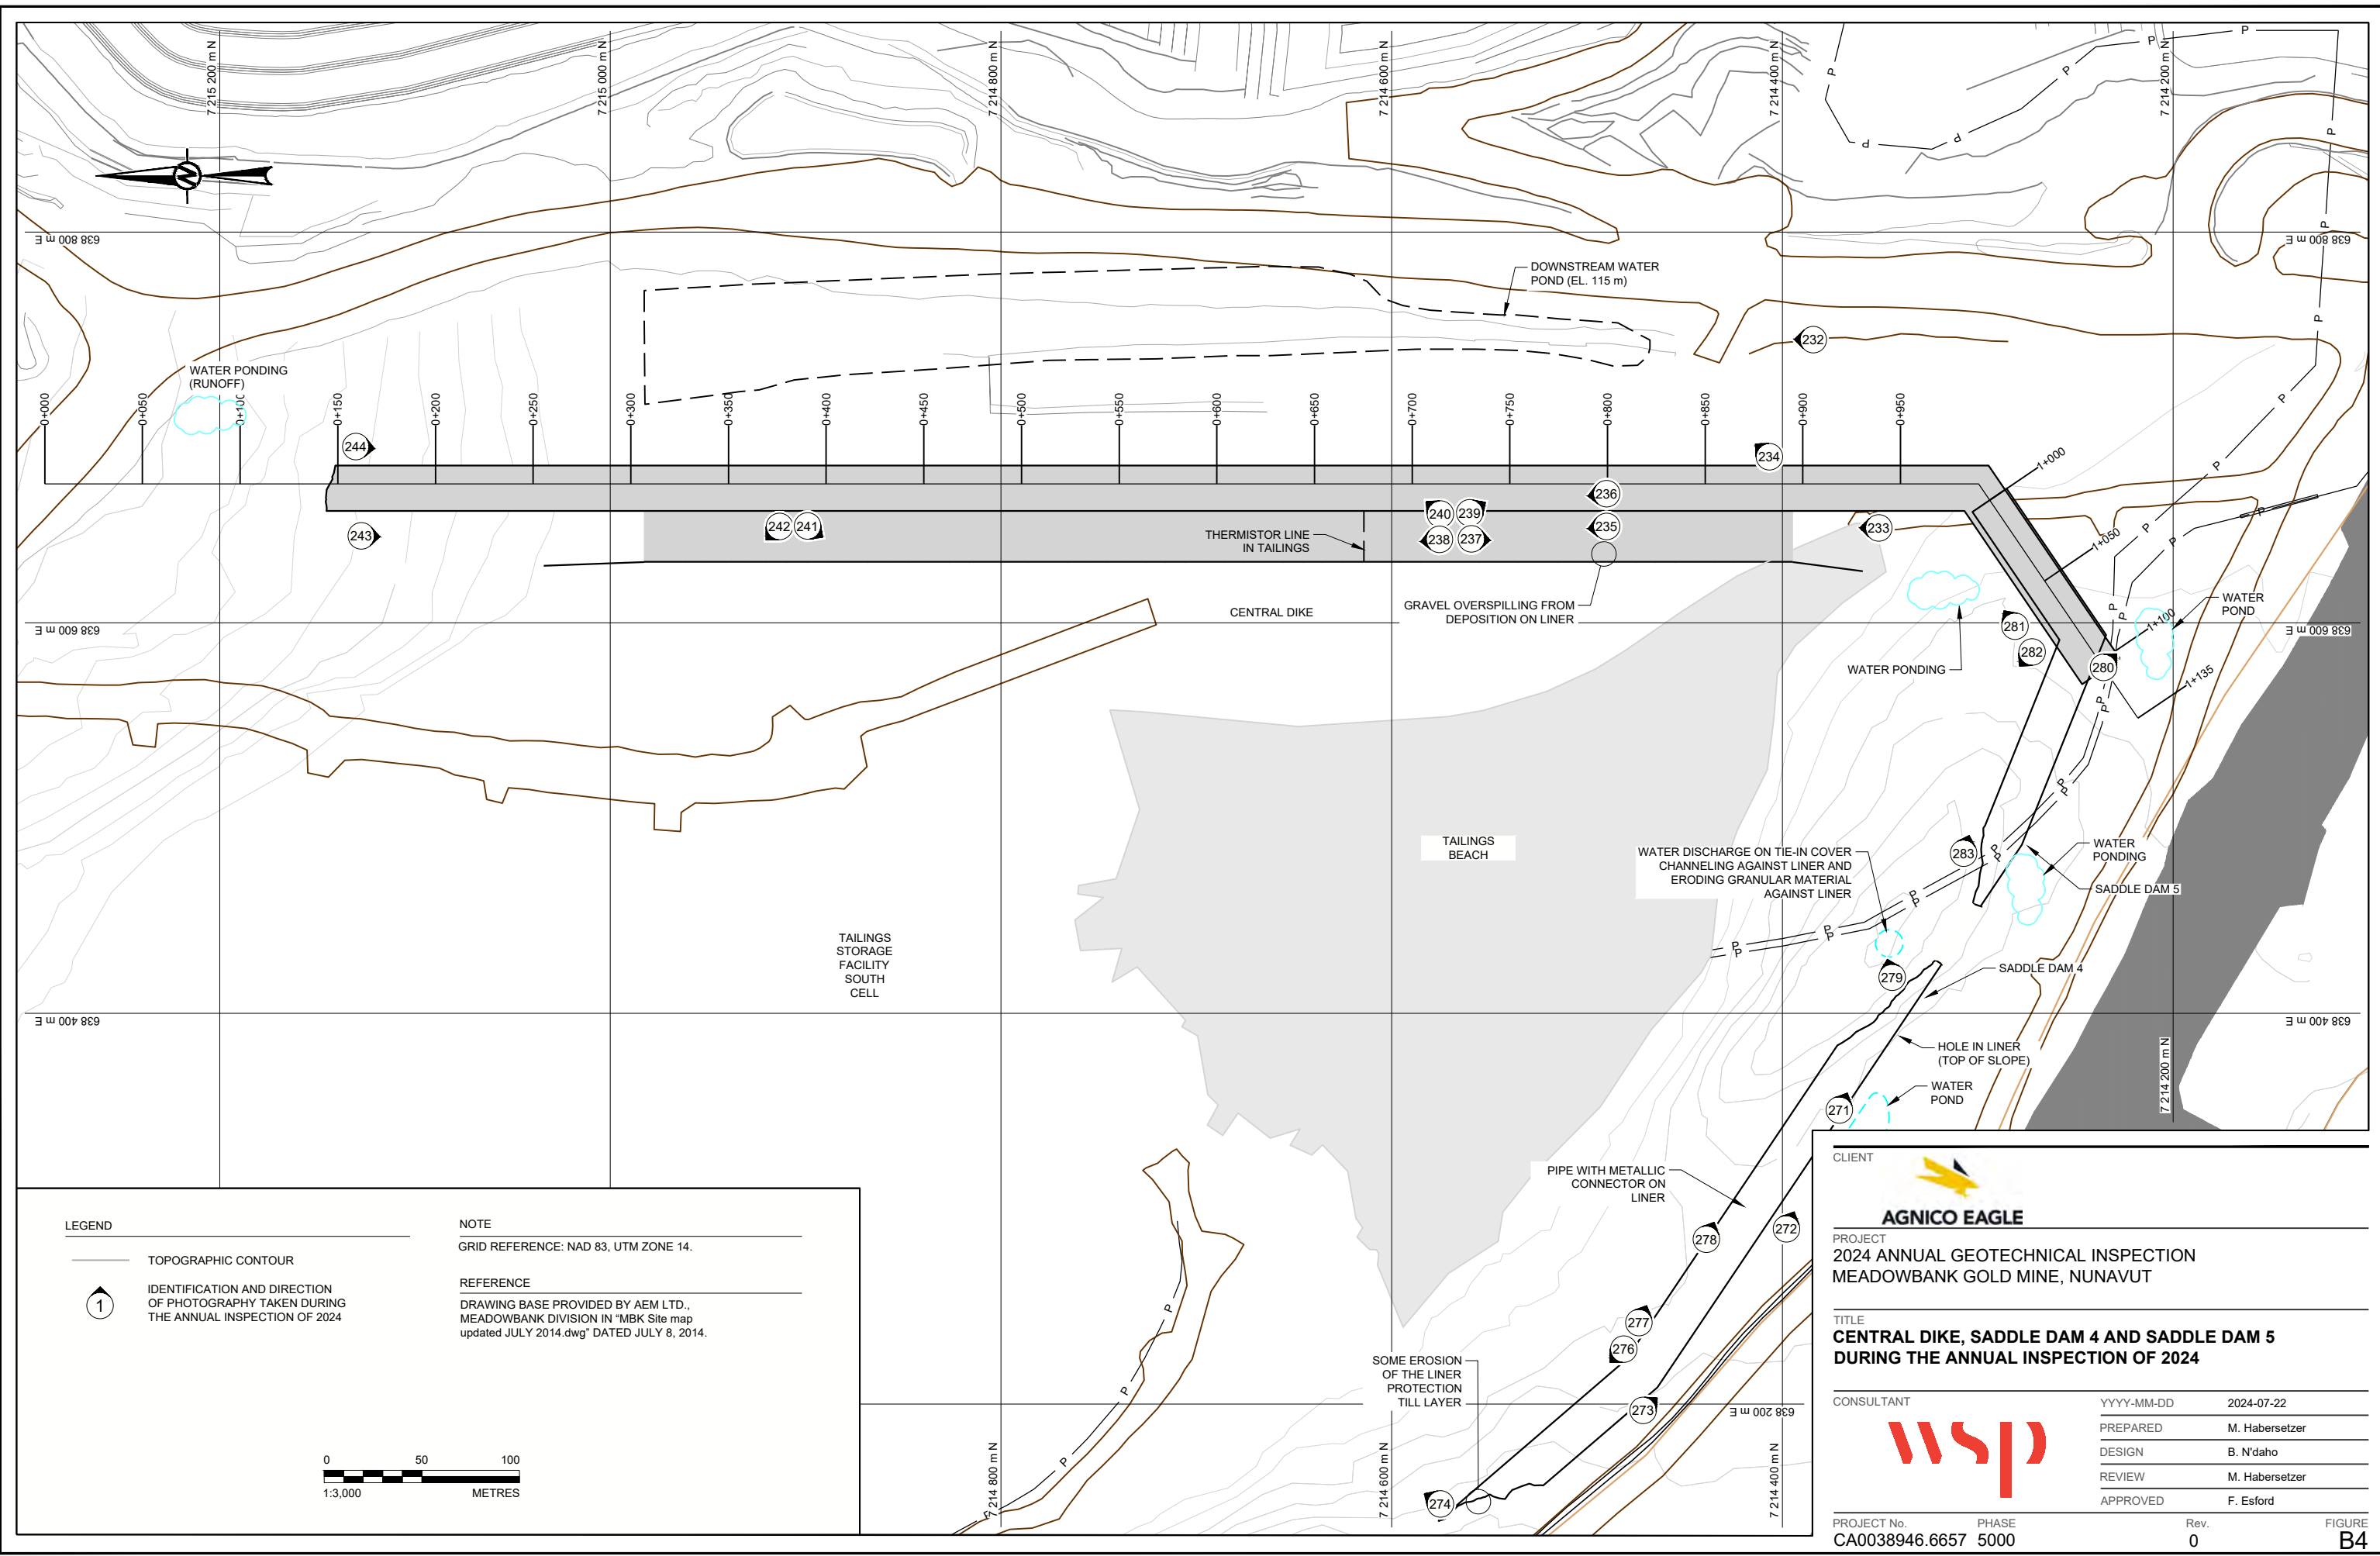 7 215 200 m N
7 215 000 m N
7 214 800 m N
7 214 600 m N
7 214 400 m N
7 214 200 m N
P
P
P
P
P
P
P
P
P
N
638 800 m E
638 800 m E
DOWNSTREAM WATER
POND (EL. 115 m)
232
WATER PONDING
(RUNOFF)
0+000
0+050
0+100
0+150
0+200
0+250
0+300
0+350
0+400
0+450
0+500
0+550
0+600
0+650
0+700
0+750
0+800
0+850
0+900
0+950
1+000
1+050
1+100
1+135
P
P
P
P
P
P
P
P
244
234
236
243
242
241
240
239
238
237
235
233
THERMISTOR LINE
IN TAILINGS
GRAVEL OVERSPILLING FROM
DEPOSITION ON LINER
CENTRAL DIKE
638 600 m E
638 600 m E
WATER
POND
281
282
280
WATER PONDING
P
P
P
P
TAILINGS
BEACH
WATER DISCHARGE ON TIE-IN COVER
CHANNELING AGAINST LINER AND
ERODING GRANULAR MATERIAL
AGAINST LINER
283
WATER
PONDING
SADDLE DAM 5
P
P
P
P
P
P
P
P
TAILINGS
STORAGE
FACILITY
SOUTH
CELL
279
SADDLE DAM 4
638 400 m E
638 400 m E
HOLE IN LINER
(TOP OF SLOPE)
WATER
POND
7 214 200 m N
271
PIPE WITH METALLIC
CONNECTOR ON
LINER
272
278
277
276
SOME EROSION
OF THE LINER
PROTECTION
TILL LAYER
273
638 200 m E
274
P
P
P
7 214 800 m N
7 214 600 m N
7 214 400 m N
LEGEND
TOPOGRAPHIC CONTOUR
1
IDENTIFICATION AND DIRECTION
OF PHOTOGRAPHY TAKEN DURING
THE ANNUAL INSPECTION OF 2024
NOTE
GRID REFERENCE: NAD 83, UTM ZONE 14.
REFERENCE
DRAWING BASE PROVIDED BY AEM LTD.,
MEADOWBANK DIVISION IN "MBK Site map
updated JULY 2014.dwg" DATED JULY 8, 2014.
0 50 100
1:3,000 METRES
CLIENT
AGNICO EAGLE
PROJECT
2024 ANNUAL GEOTECHNICAL INSPECTION
MEADOWBANK GOLD MINE, NUNAVUT
TITLE
CENTRAL DIKE, SADDLE DAM 4 AND SADDLE DAM 5
DURING THE ANNUAL INSPECTION OF 2024
CONSULTANT
wsp
YYYY-MM-DD 2024-07-22
PREPARED M. Habersetzer
DESIGN B. N'daho
REVIEW M. Habersetzer
APPROVED F. Esford
PROJECT No. PHASE Rev. FIGURE
CA0038946.6657 5000 0 B4